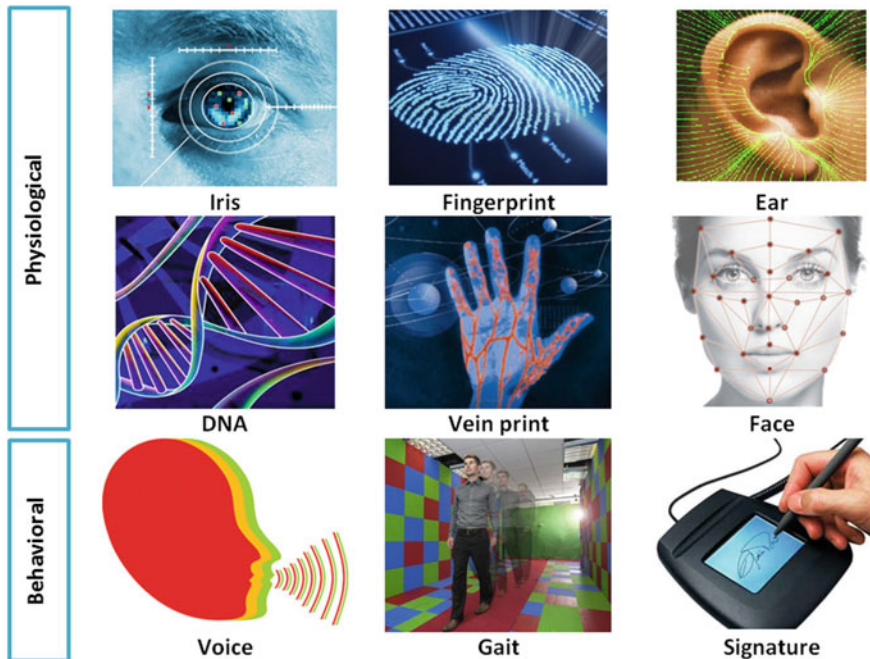 Physiological
Iris
Fingerprint
Ear
DNA
Vein print
Face
Behavioral
Voice
Gait
Signature